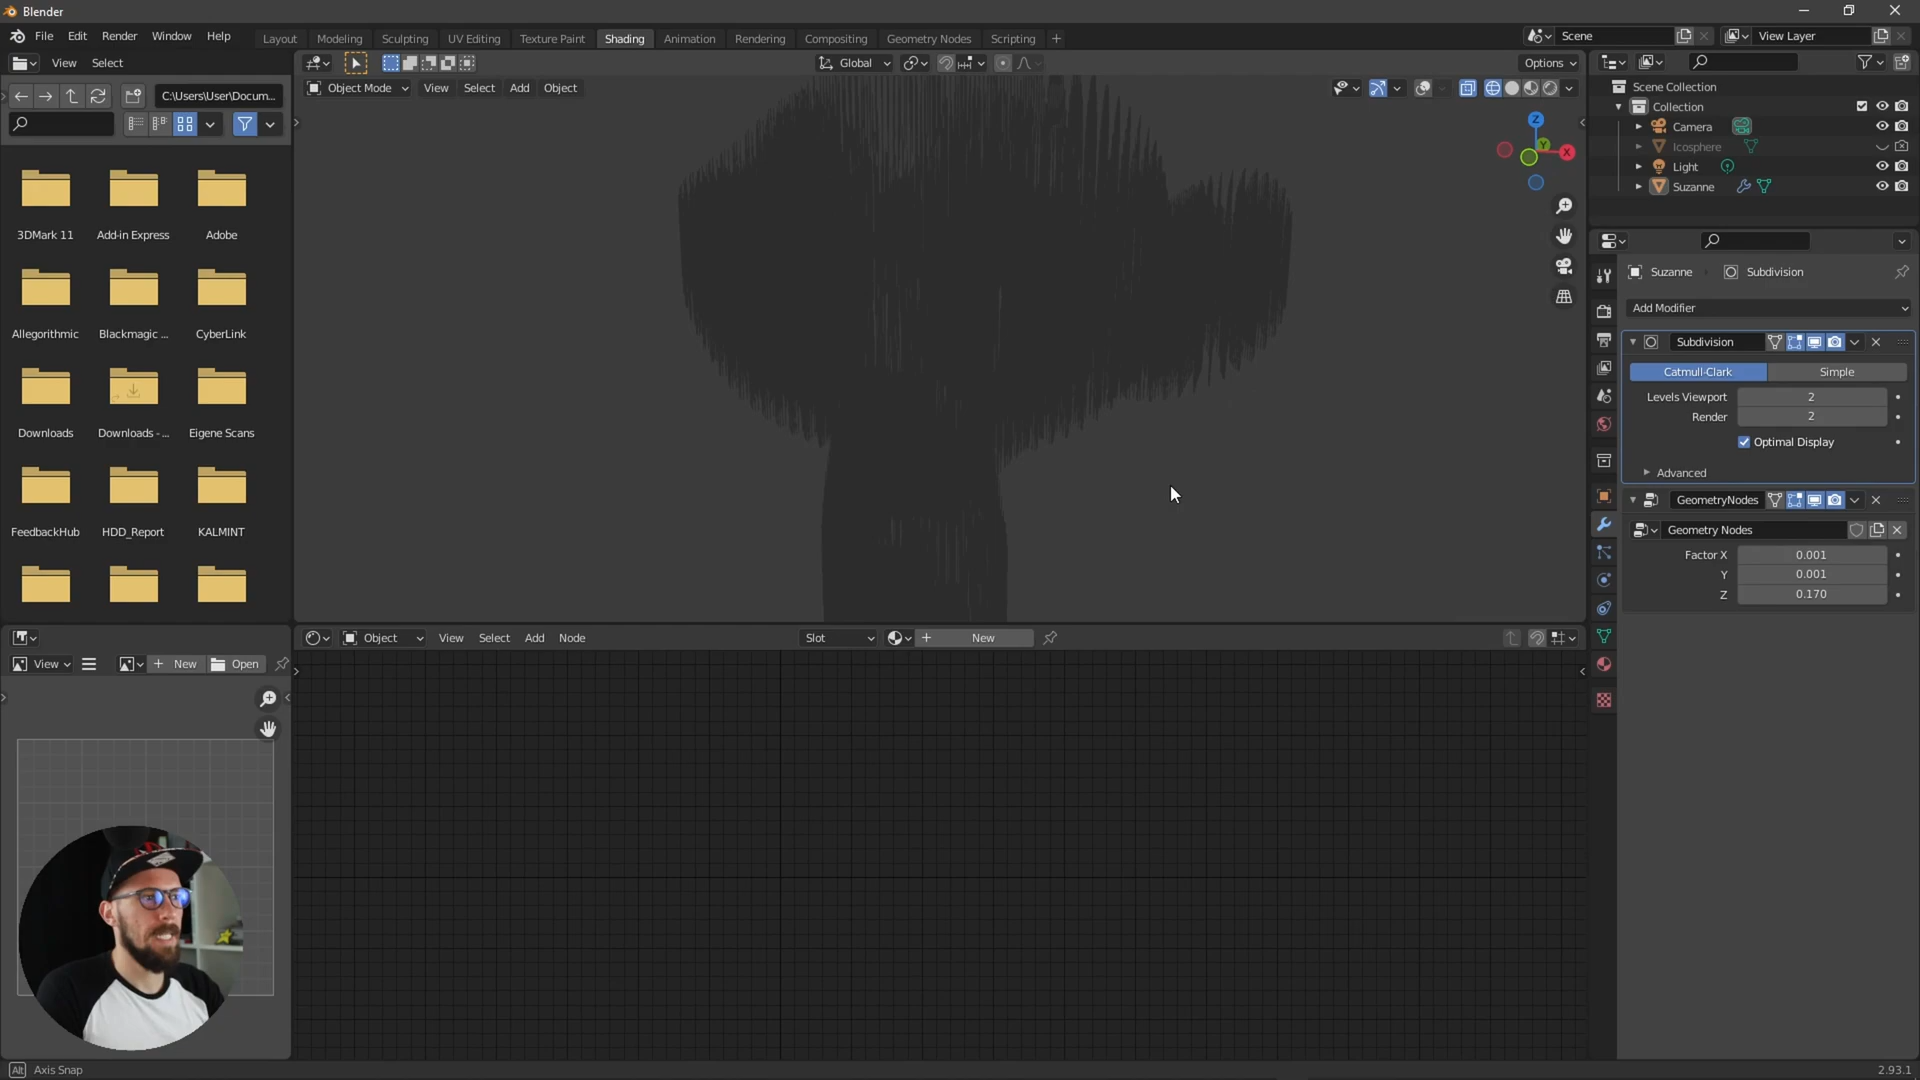 Blender
File Edit Render Window Help
Layout Modeling Sculpting UV Editing Texture Paint Shading Animation Rendering Compositing Geometry Nodes Scripting +
Scene
View Layer
View Select
Global
Options
C:\Users\User\Docum...
Object Mode View Select Add Object
Z
Y
X
3DMark 11 Add-in Express Adobe
Allegorithmic Blackmagic ... CyberLink
Downloads Downloads - ... Eigene Scans
FeedbackHub HDD_Report KALMINT
Scene Collection
Collection
Camera
Icosphere
Light
Suzanne
Suzanne Subdivision
Add Modifier
Subdivision
Catmull-Clark Simple
Levels Viewport 2
Render 2
Optimal Display
Advanced
GeometryNodes
Geometry Nodes
Factor X 0.001
Y 0.001
Z 0.170
Object View Select Add Node
Slot
+ New
View
+ New Open
Alt Axis Snap
2.93.1